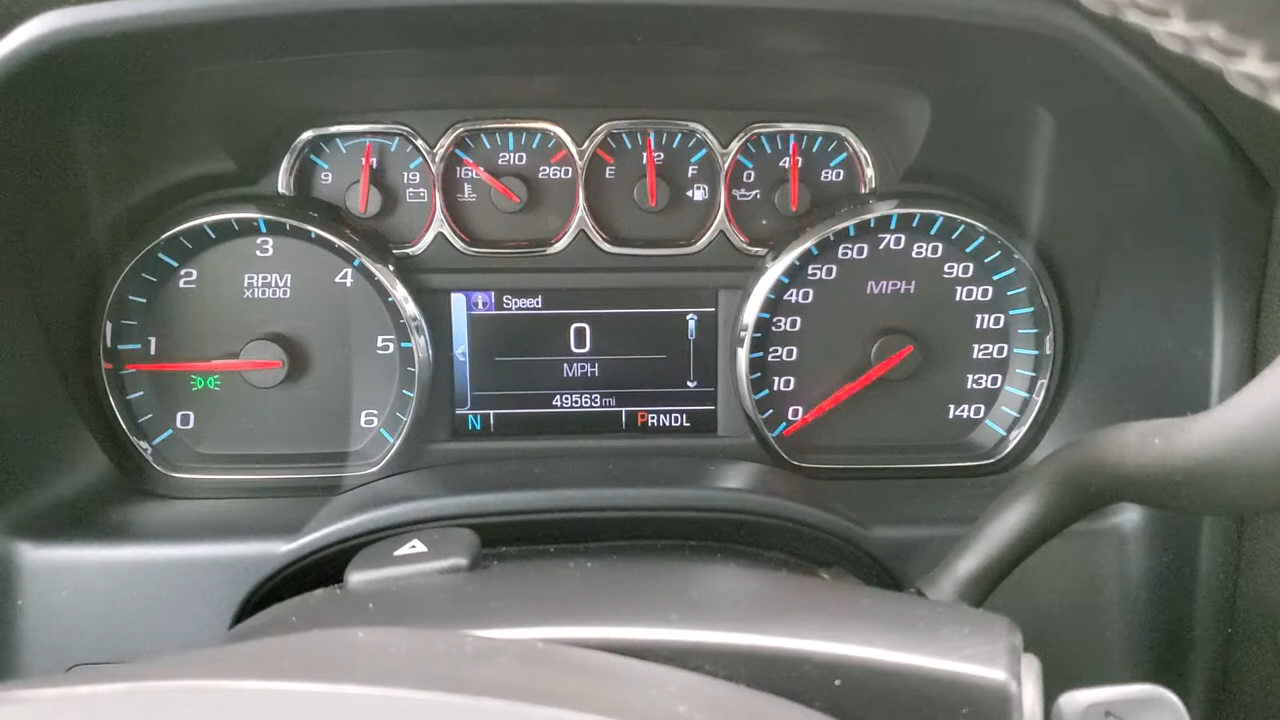 9 14 19
160 210 260
E 1/2 F
0 40 80
0 1 2 3 4 5 6
RPM
x1000
Speed
0
MPH
49563 mi
N PRNDL
0 10 20 30 40 50 60 70 80 90 100 110 120 130 140
MPH